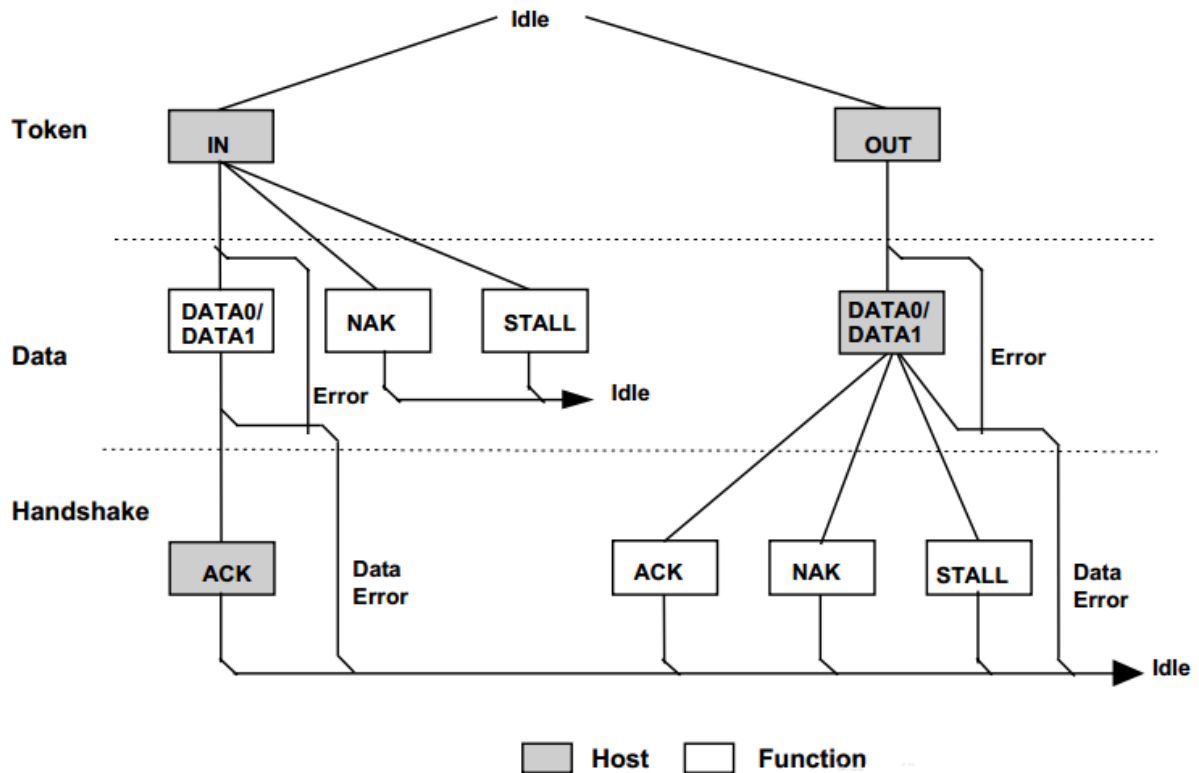 Idle
Token
IN
OUT
DATA0/
DATA1
NAK
STALL
DATA0/
DATA1
Data
Error
Idle
Error
Handshake
ACK
Data
Error
ACK
NAK
STALL
Data
Error
Idle
Host
Function